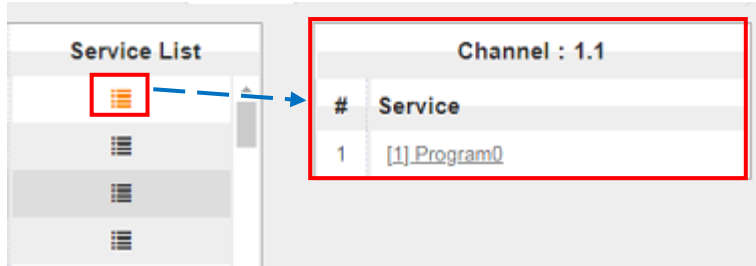 Service List
Channel : 1.1
# Service
1 [1] Program0